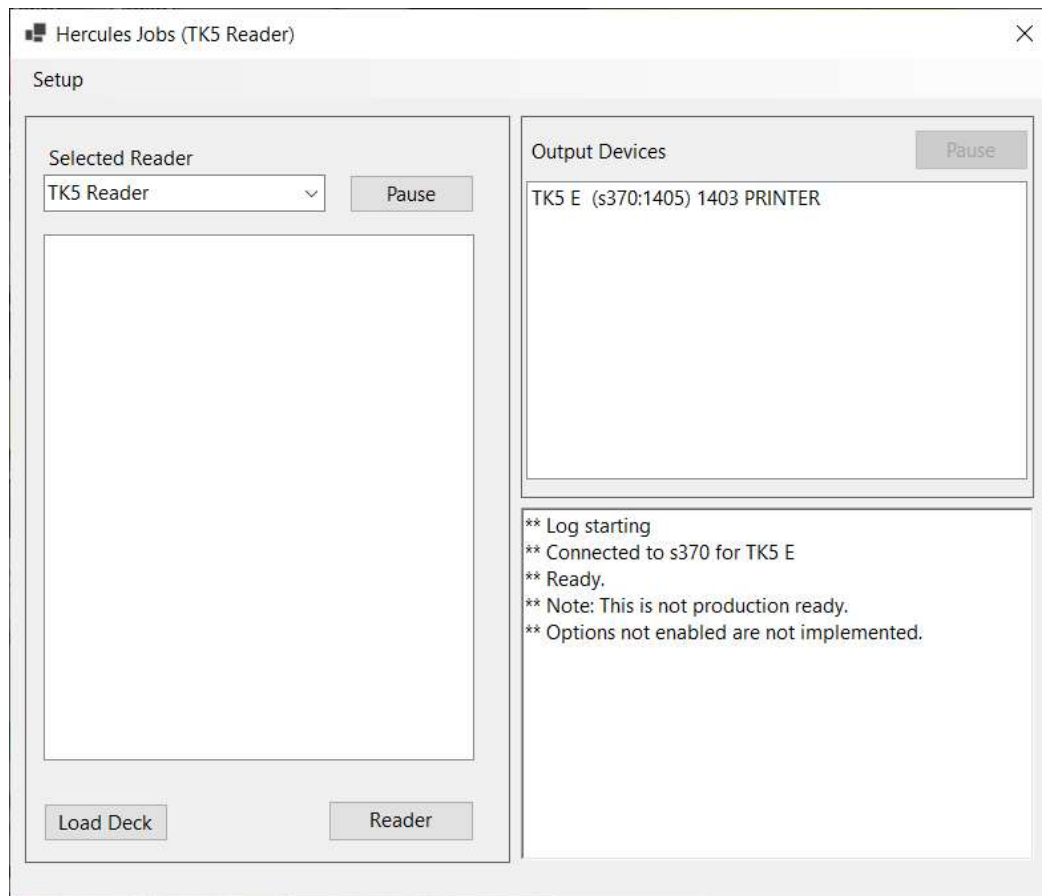 Hercules Jobs (TK5 Reader)
Setup
Selected Reader
TK5 Reader
Pause
Load Deck
Reader
Output Devices
Pause
TK5 E  (s370:1405) 1403 PRINTER
** Log starting
** Connected to s370 for TK5 E
** Ready.
** Note: This is not production ready.
** Options not enabled are not implemented.